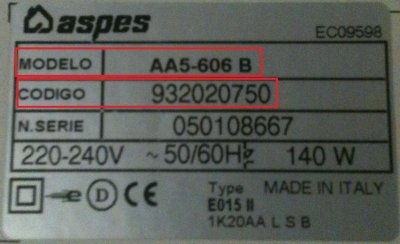 aspes
EC09598
MODELO AA5-606 B
CODIGO 932020750
N.SERIE 050108667
220-240V ~50/60Hz 140 W
D CE Type MADE IN ITALY
E015 II
1K20AA L S B